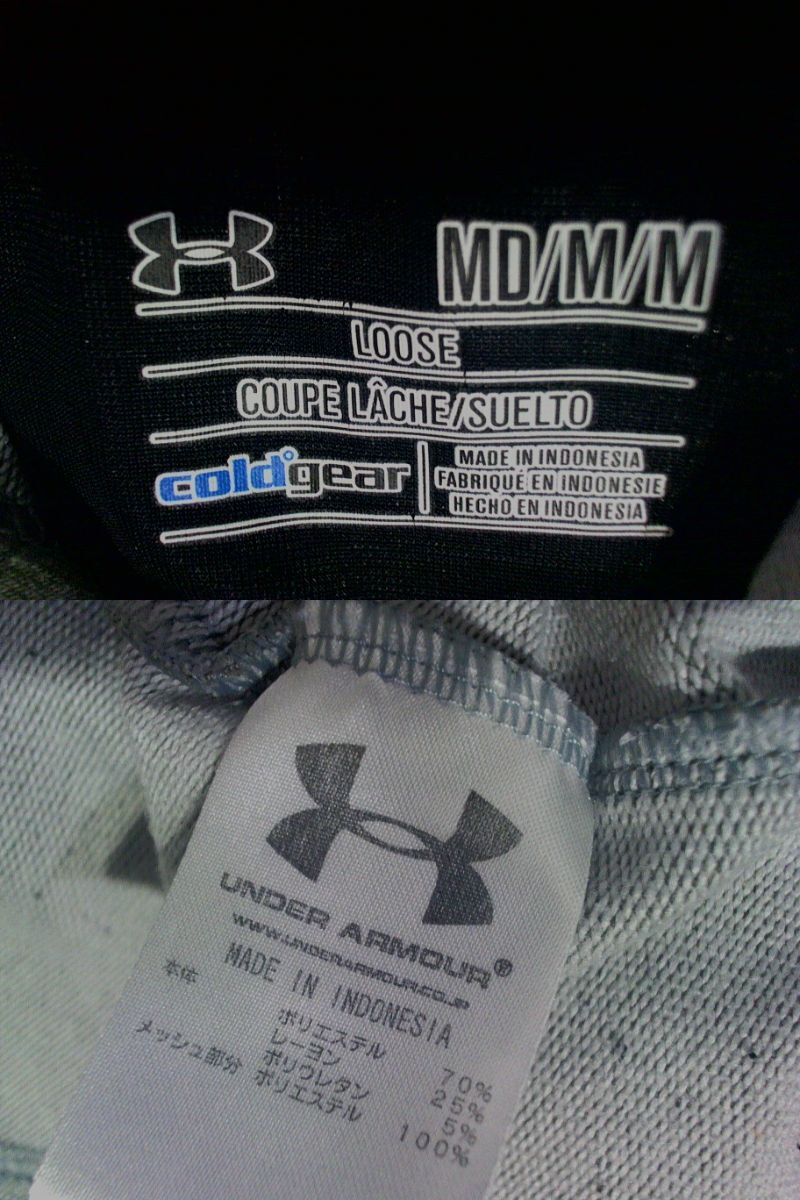 MD/M/M
LOOSE
COUPE LÂCHE/SUELTO
cold°gear
MADE IN INDONESIA
FABRIQUÉ EN INDONESIE
HECHO EN INDONESIA
UNDER ARMOUR®
WWW.UNDERARMOUR.CO.JP
MADE IN INDONESIA
本体 ポリエステル 70%
レーヨン 25%
ポリウレタン 5%
メッシュ部分 ポリエステル 100%